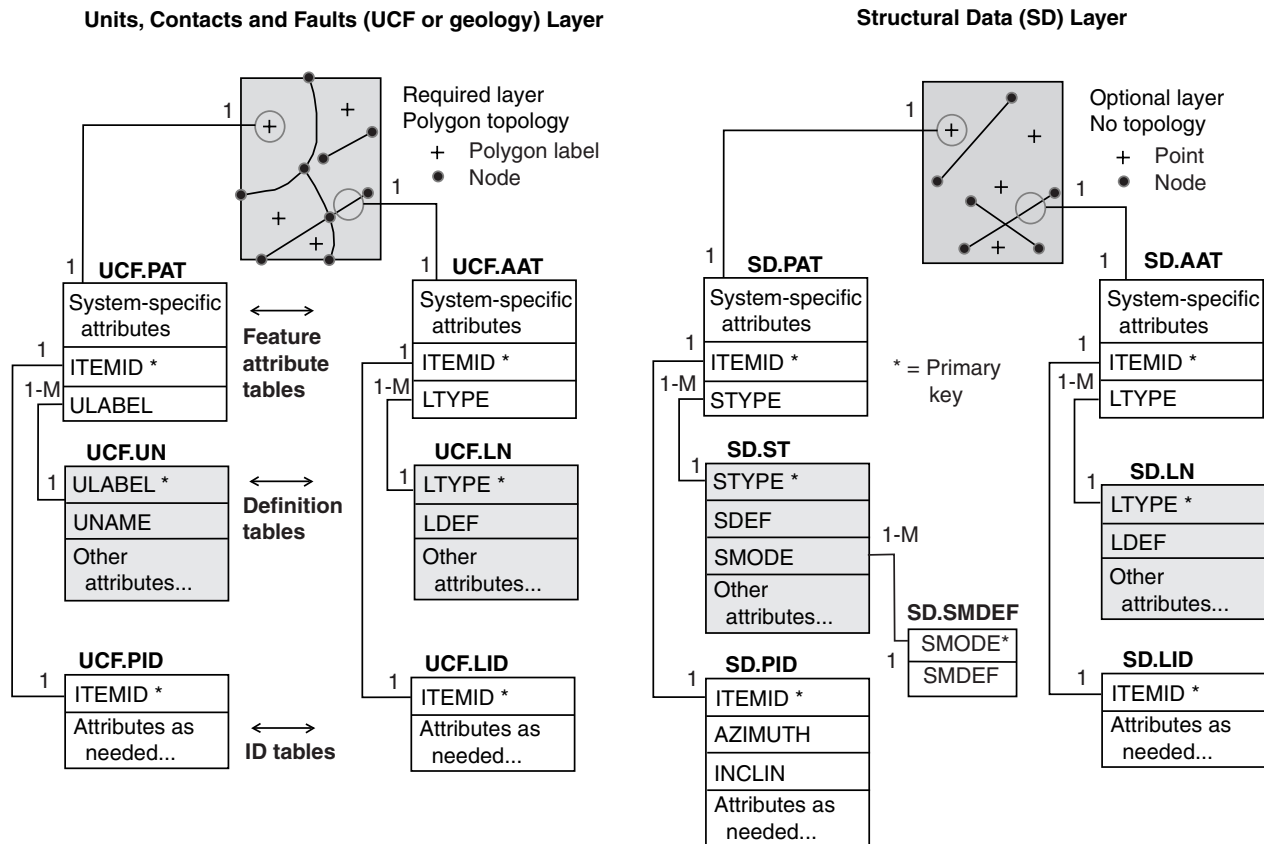 Units, Contacts and Faults (UCF or geology) Layer
1
Required layer
Polygon topology
+ Polygon label
Node
1
1
UCF.PAT
System-specific
attributes
1
ITEMID *
1-M
ULABEL
Feature
attribute
tables
1
UCF.AAT
System-specific
attributes
1
ITEMID *
1-M
LTYPE
UCF.UN
1
ULABEL *
UNAME
Other
attributes...
Definition
tables
UCF.LN
1
LTYPE *
LDEF
Other
attributes...
UCF.PID
1
ITEMID *
Attributes as
needed...
ID tables
UCF.LID
1
ITEMID *
Attributes as
needed...
Structural Data (SD) Layer
1
Optional layer
No topology
+ Point
Node
1
1
SD.PAT
System-specific
attributes
1
ITEMID *
1-M
STYPE
* = Primary
key
1
SD.AAT
System-specific
attributes
1
ITEMID *
1-M
LTYPE
SD.ST
1
STYPE *
SDEF
SMODE
Other
attributes...
1-M
SD.SMDEF
SMODE*
1
SMDEF
SD.LN
1
LTYPE *
LDEF
Other
attributes...
SD.PID
1
ITEMID *
AZIMUTH
INCLIN
Attributes as
needed...
SD.LID
1
ITEMID *
Attributes as
needed...